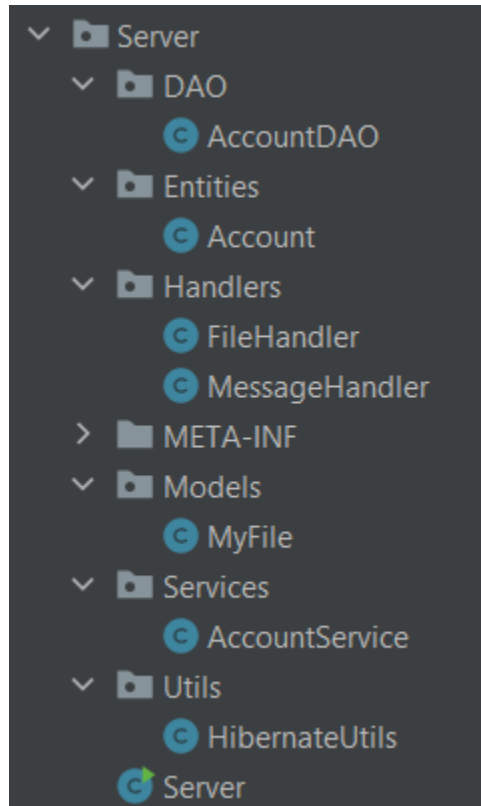 Server
DAO
C AccountDAO
Entities
C Account
Handlers
C FileHandler
C MessageHandler
META-INF
Models
C MyFile
Services
C AccountService
Utils
C HibernateUtils
C Server